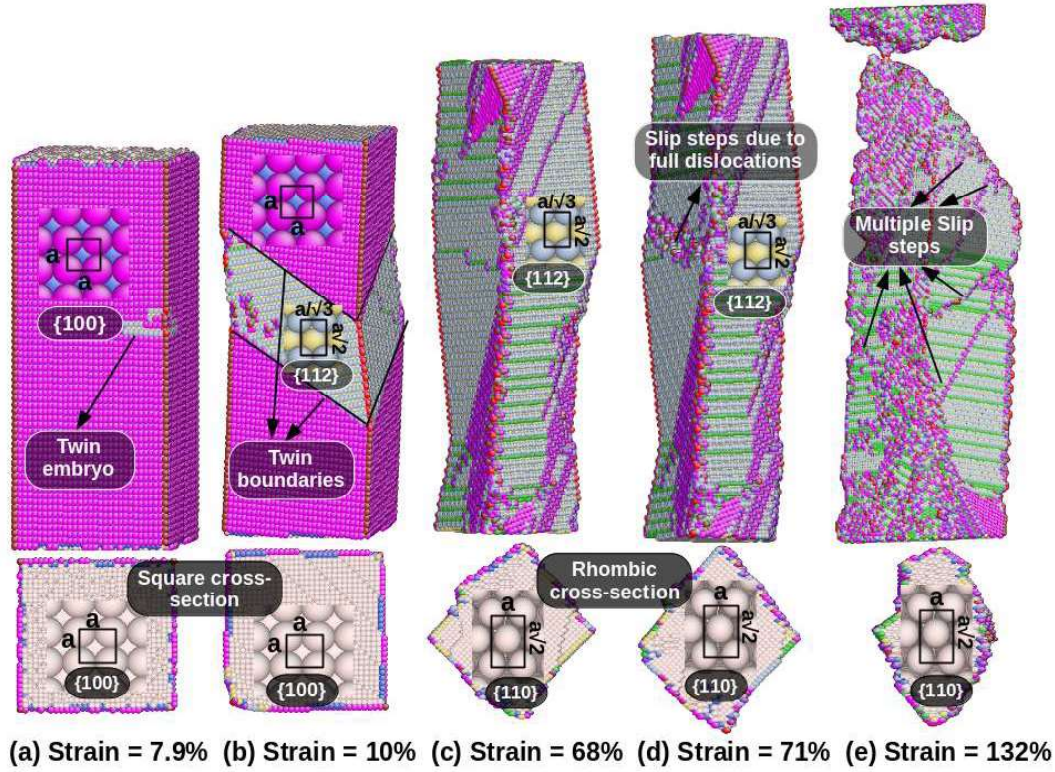 a
a
{100}
Twin
embryo
a
a
a/√3
a√2
{112}
Twin
boundaries
a/√3
a√2
{112}
Slip steps due to
full dislocations
a/√3
a√2
{112}
Multiple Slip
steps
Square cross-
section
a
a
{100}
a
a
{100}
Rhombic
cross-section
a
a√2
{110}
a
a√2
{110}
a
a√2
{110}
(a) Strain = 7.9%
(b) Strain = 10%
(c) Strain = 68%
(d) Strain = 71%
(e) Strain = 132%